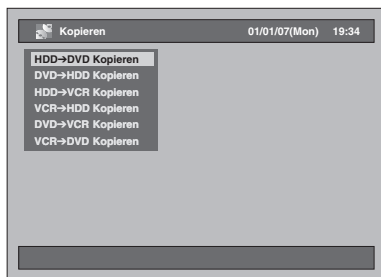 Kopieren 01/01/07(Mon) 19:34
HDD→DVD Kopieren
DVD→HDD Kopieren
HDD→VCR Kopieren
VCR→HDD Kopieren
DVD→VCR Kopieren
VCR→DVD Kopieren